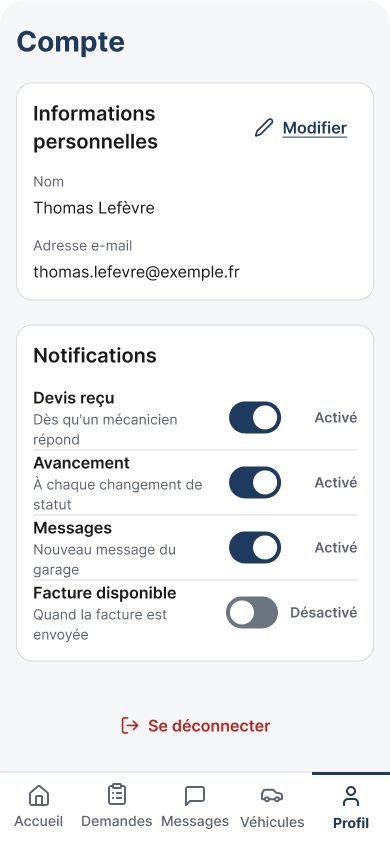 Compte
Informations
personnelles
Modifier
Nom
Thomas Lefèvre
Adresse e-mail
thomas.lefevre@exemple.fr
Notifications
Devis reçu
Dès qu'un mécanicien
répond
Activé
Avancement
À chaque changement de
statut
Activé
Messages
Nouveau message du
garage
Activé
Facture disponible
Quand la facture est
envoyée
Désactivé
Se déconnecter
Accueil
Demandes
Messages
Véhicules
Profil